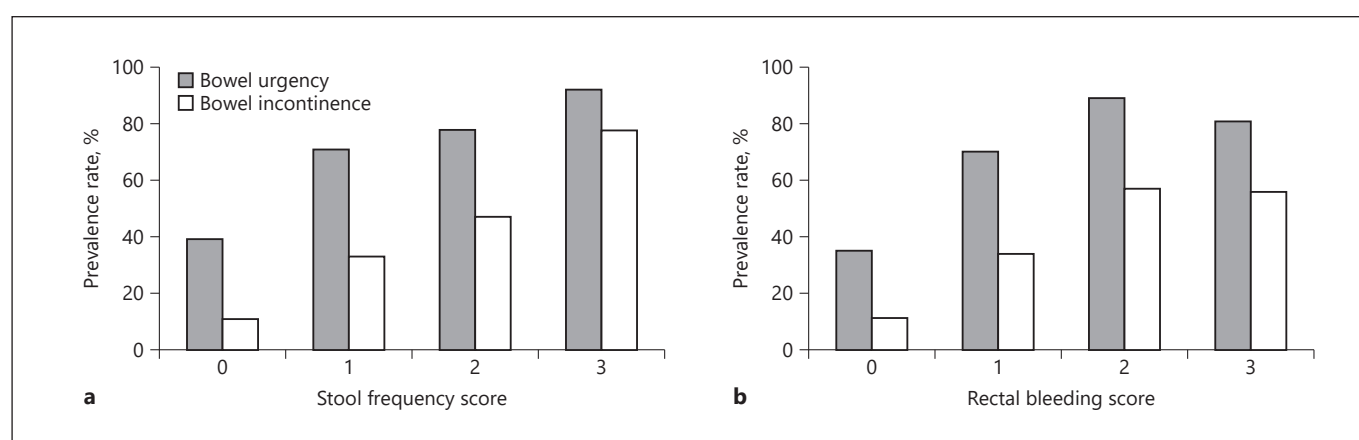 100
80
60
40
20
0
Prevalence rate, %
Bowel urgency
Bowel incontinence
0 1 2 3
a Stool frequency score
100
80
60
40
20
0
Prevalence rate, %
0 1 2 3
b Rectal bleeding score